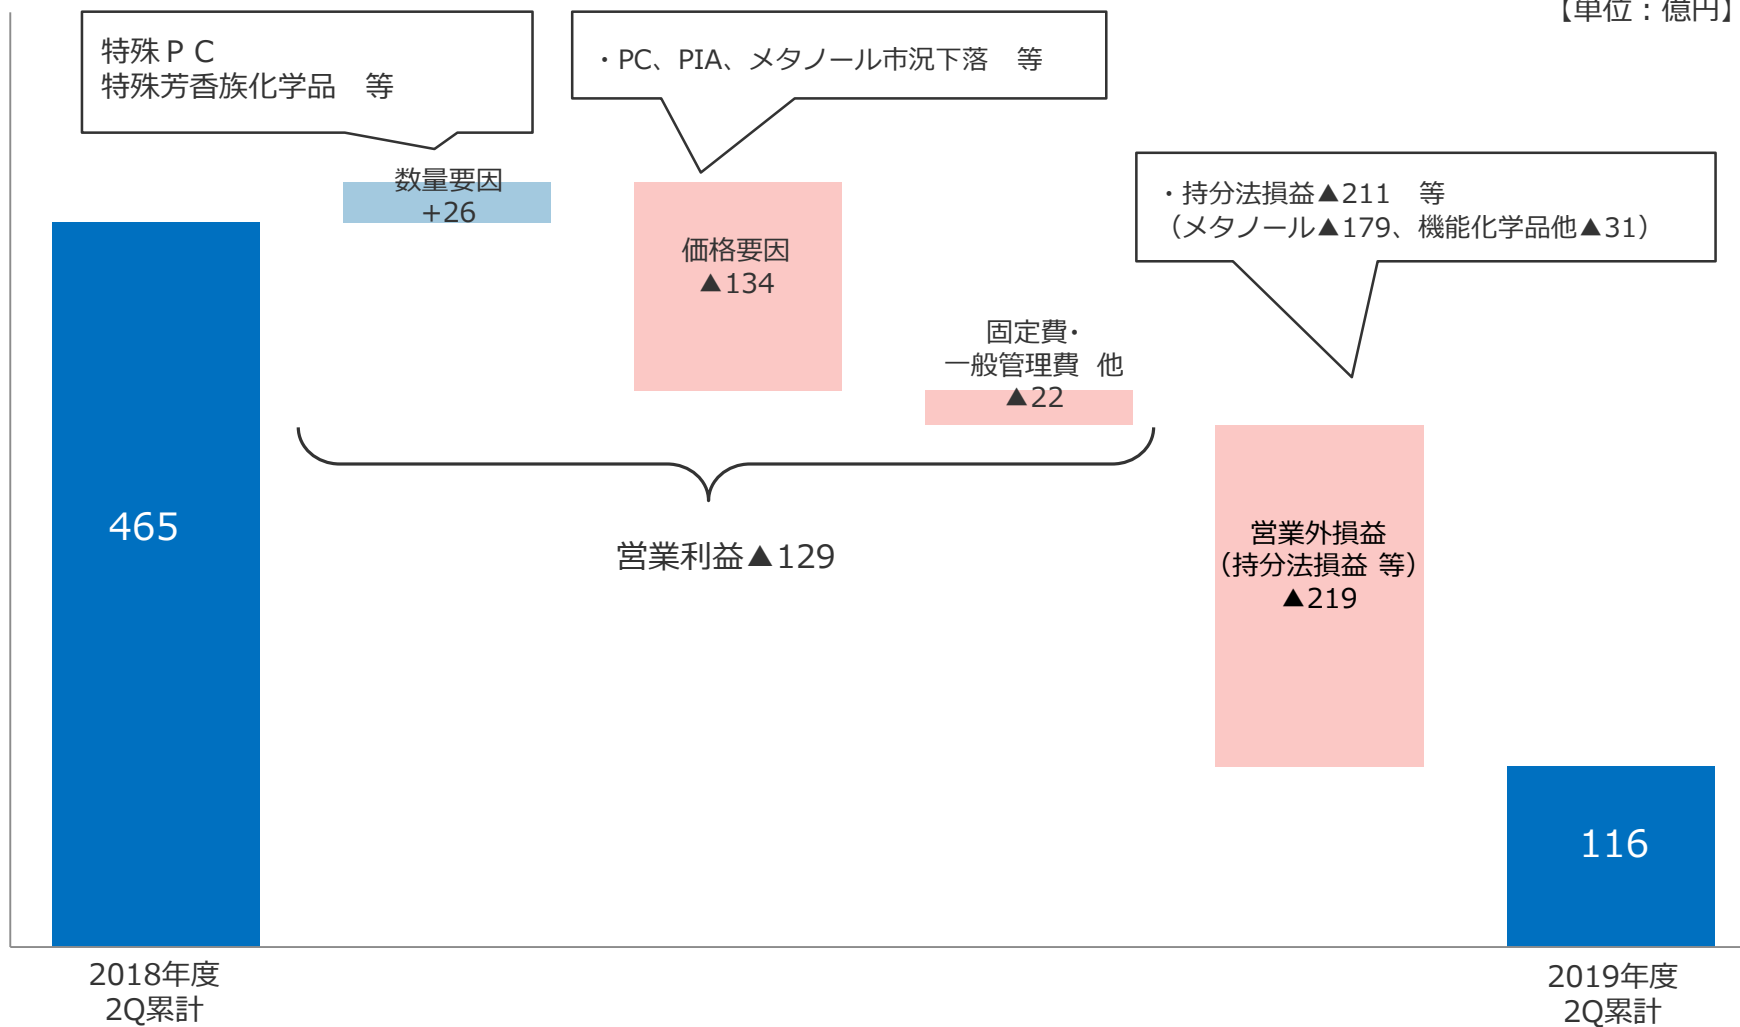 【単位：億円】
特殊ＰＣ
特殊芳香族化学品　等
・PC、PIA、メタノール市況下落　等
数量要因
+26
価格要因
▲134
・持分法損益▲211　等
（メタノール▲179、機能化学品他▲31）
固定費・
一般管理費 他
▲22
465
営業利益▲129
営業外損益
（持分法損益 等）
▲219
116
2018年度
2Q累計
2019年度
2Q累計